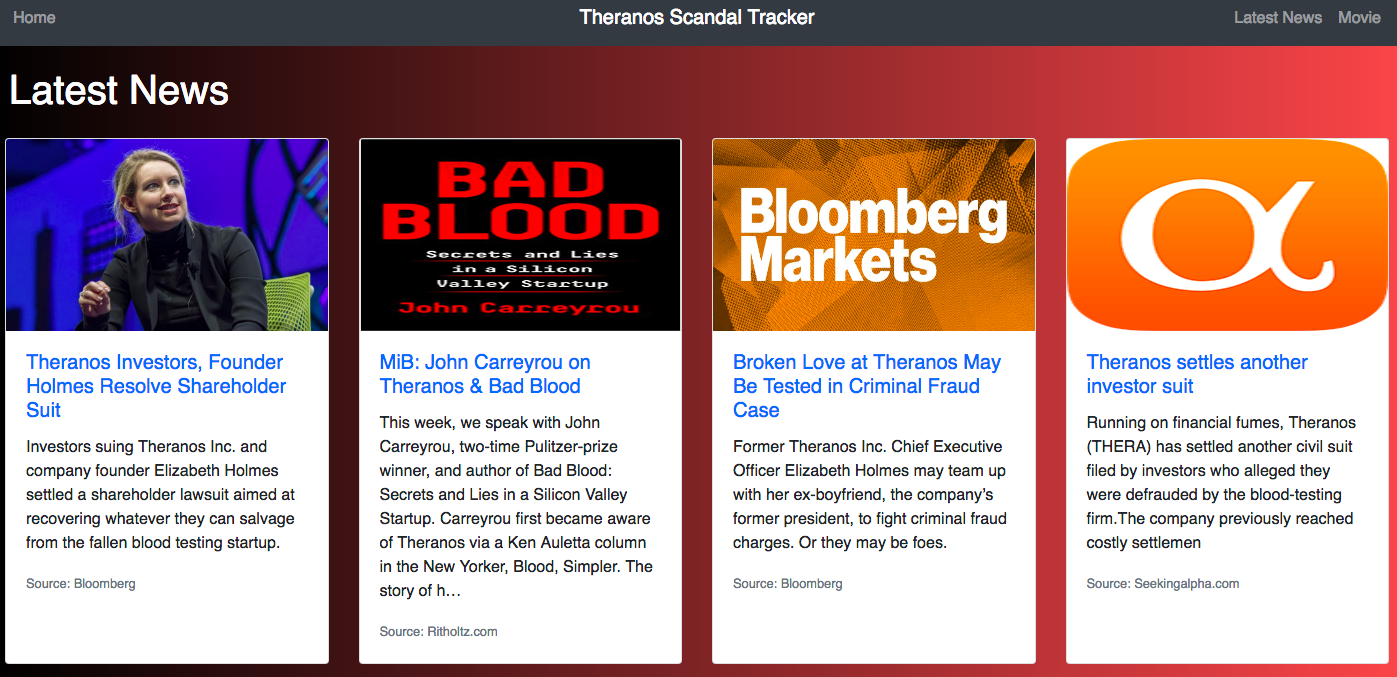 Home
Theranos Scandal Tracker
Latest News
Movie
Latest News
BAD
BLOOD
Secrets and Lies
in a Silicon
Valley Startup
John Carreyrou
Bloomberg
Markets
Theranos Investors, Founder
Holmes Resolve Shareholder
Suit
Investors suing Theranos Inc. and
company founder Elizabeth Holmes
settled a shareholder lawsuit aimed at
recovering whatever they can salvage
from the fallen blood testing startup.
Source: Bloomberg
MiB: John Carreyrou on
Theranos & Bad Blood
This week, we speak with John
Carreyrou, two-time Pulitzer-prize
winner, and author of Bad Blood:
Secrets and Lies in a Silicon Valley
Startup. Carreyrou first became aware
of Theranos via a Ken Auletta column
in the New Yorker, Blood, Simpler. The
story of h…
Source: Ritholtz.com
Broken Love at Theranos May
Be Tested in Criminal Fraud
Case
Former Theranos Inc. Chief Executive
Officer Elizabeth Holmes may team up
with her ex-boyfriend, the company’s
former president, to fight criminal fraud
charges. Or they may be foes.
Source: Bloomberg
Theranos settles another
investor suit
Running on financial fumes, Theranos
(THERA) has settled another civil suit
filed by investors who alleged they
were defrauded by the blood-testing
firm.The company previously reached
costly settlemen
Source: Seekingalpha.com